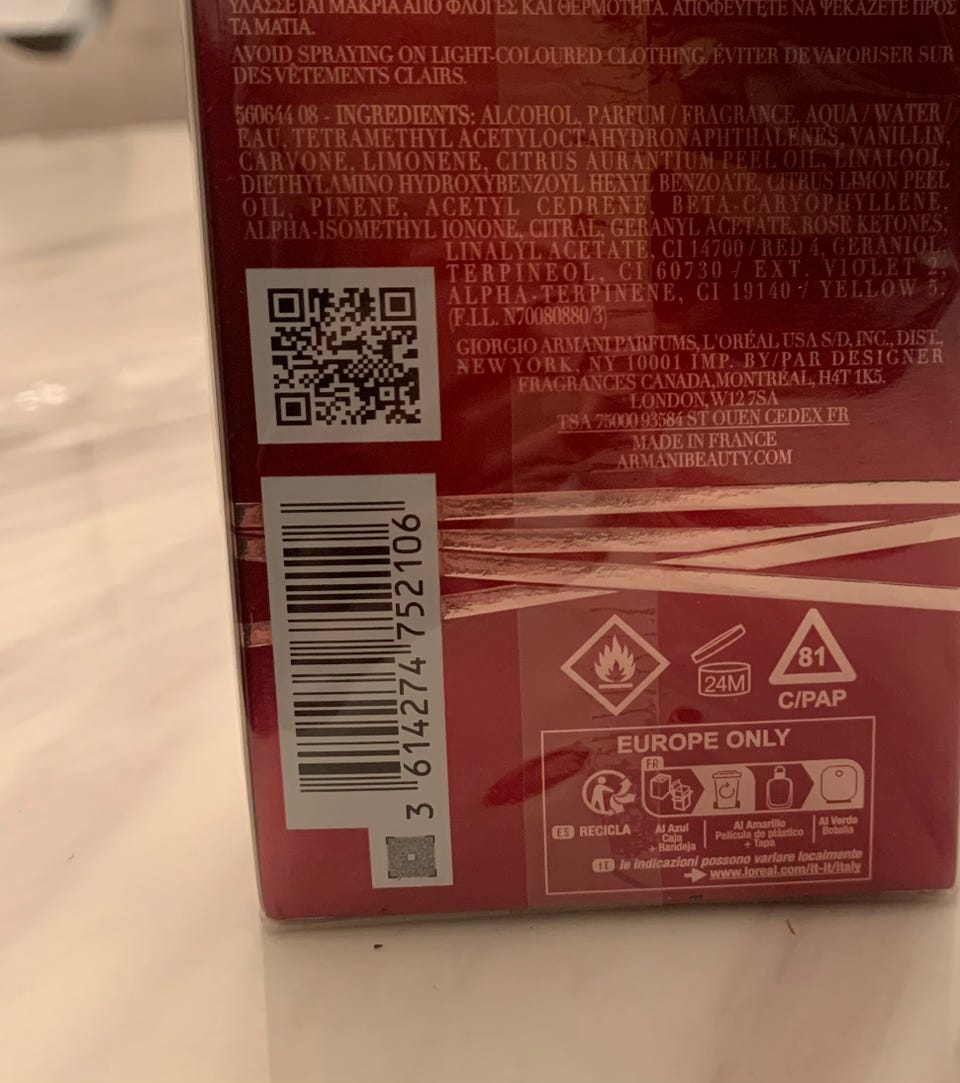 ΥΛΑΣΣΕΤΑΙ ΜΑΚΡΙΑ ΑΠΟ ΦΛΟΓΕΣ ΚΑΙ ΘΕΡΜΟΤΗΤΑ. ΑΠΟΦΕΥΓΕΤΕ ΝΑ ΨΕΚΑΖΕΤΕ ΠΡΟΣ
ΤΑ ΜΑΤΙΑ.
AVOID SPRAYING ON LIGHT-COLOURED CLOTHING. ÉVITER DE VAPORISER SUR
DES VÊTEMENTS CLAIRS.
560644 08 - INGREDIENTS: ALCOHOL, PARFUM / FRAGRANCE, AQUA / WATER /
EAU, TETRAMETHYL ACETYLOCTAHYDRONAPHTHALENES, VANILLIN,
CARVONE, LIMONENE, CITRUS AURANTIUM PEEL OIL, LINALOOL,
DIETHYLAMINO HYDROXYBENZOYL HEXYL BENZOATE, CITRUS LIMON PEEL
OIL, PINENE, ACETYL CEDRENE, BETA-CARYOPHYLLENE,
ALPHA-ISOMETHYL IONONE, CITRAL, GERANYL ACETATE, ROSE KETONES,
LINALYL ACETATE, CI 14700 / RED 4, GERANIOL,
TERPINEOL, CI 60730 / EXT. VIOLET 2,
ALPHA-TERPINENE, CI 19140 / YELLOW 5.
(F.I.L. N70080880/3)
GIORGIO ARMANI PARFUMS, L'ORÉAL USA S/D, INC., DIST.,
NEW YORK, NY 10001 IMP. BY/PAR DESIGNER
FRAGRANCES CANADA, MONTRÉAL, H4T 1K5.
LONDON, W12 7SA
TSA 75000 93584 ST OUEN CEDEX FR
MADE IN FRANCE
ARMANIBEAUTY.COM
3 614274 752106
24M
81
C/PAP
EUROPE ONLY
FR
ES RECICLA
Al Azul
Caja
+ Bandeja
Al Amarillo
Película de plástico
+ Tapa
Al Verde
Botella
IT le indicazioni possono variare localmente
www.loreal.com/it-it/italy